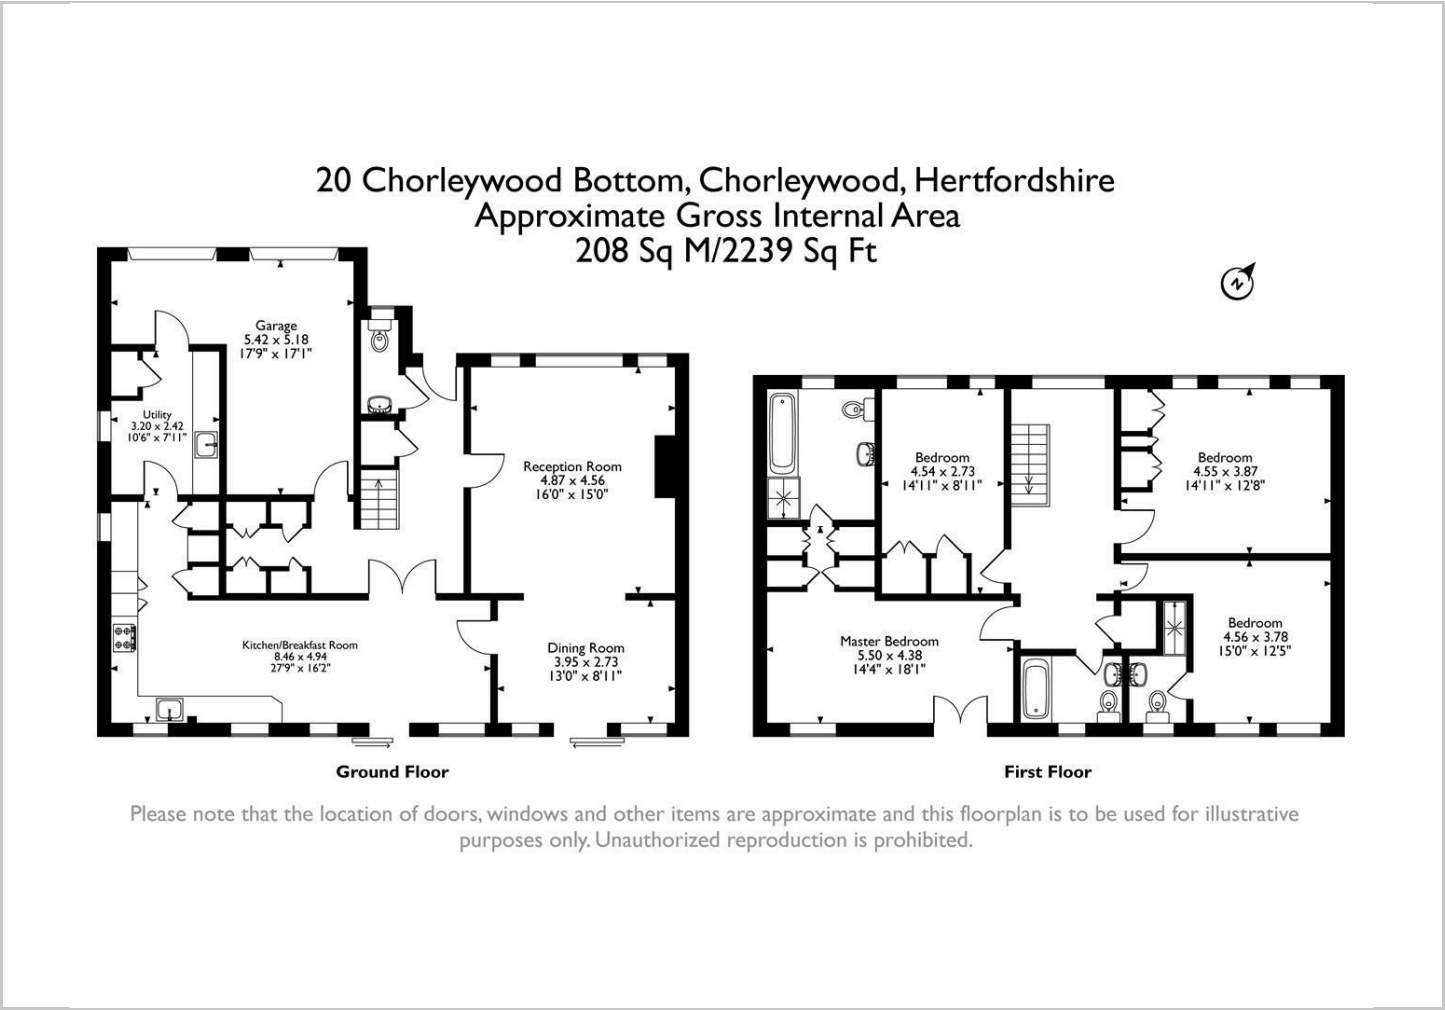 20 Chorleywood Bottom, Chorleywood, Hertfordshire
Approximate Gross Internal Area
208 Sq M/2239 Sq Ft
N
Garage
5.42 x 5.18
17'9" x 17'1"
Utility
3.20 x 2.42
10'6" x 7'11"
Reception Room
4.87 x 4.56
16'0" x 15'0"
Kitchen/Breakfast Room
8.46 x 4.94
27'9" x 16'2"
Dining Room
3.95 x 2.73
13'0" x 8'11"
Ground Floor
Bedroom
4.54 x 2.73
14'11" x 8'11"
Bedroom
4.55 x 3.87
14'11" x 12'8"
Master Bedroom
5.50 x 4.38
14'4" x 18'1"
Bedroom
4.56 x 3.78
15'0" x 12'5"
First Floor
Please note that the location of doors, windows and other items are approximate and this floorplan is to be used for illustrative
purposes only. Unauthorized reproduction is prohibited.